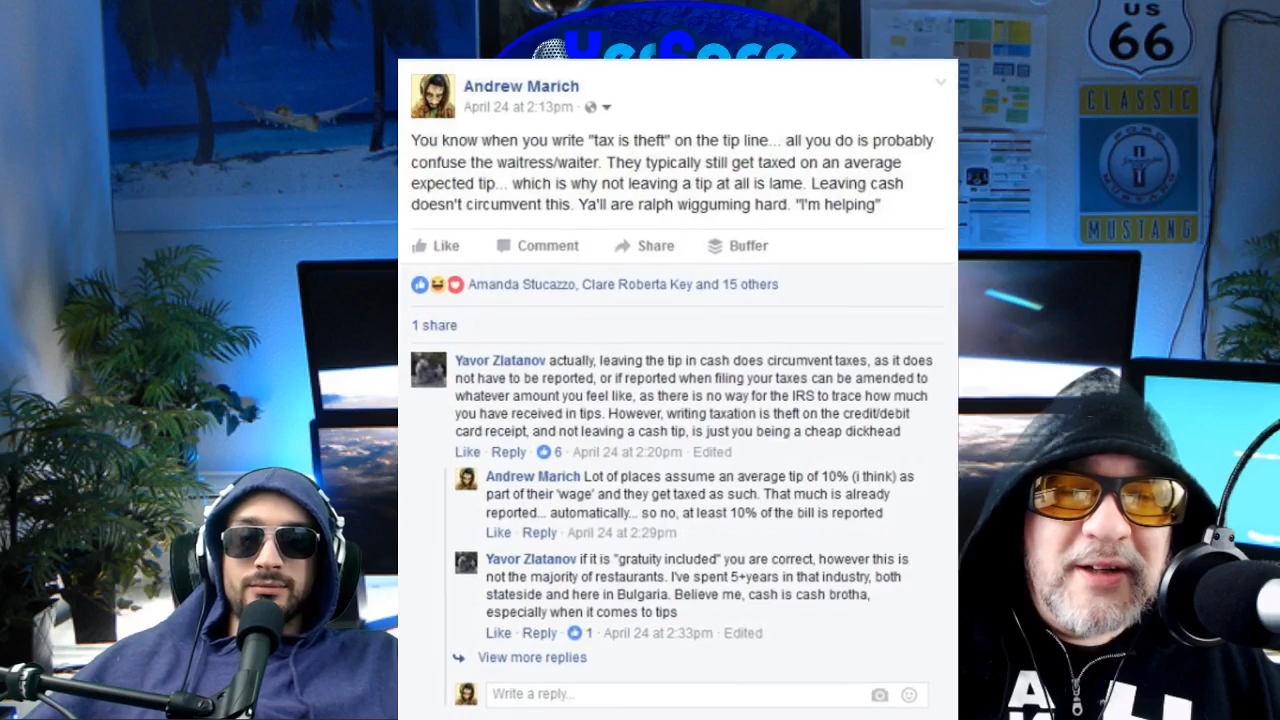 US
66
CLASSIC
FORD
MUSTANG
Andrew Marich
April 24 at 2:13pm ·
You know when you write "tax is theft" on the tip line... all you do is probably
confuse the waitress/waiter. They typically still get taxed on an average
expected tip... which is why not leaving a tip at all is lame. Leaving cash
doesn't circumvent this. Ya'll are ralph wigguming hard. "I'm helping"
Like Comment Share Buffer
Amanda Stucazzo, Clare Roberta Key and 15 others
1 share
Yavor Zlatanov actually, leaving the tip in cash does circumvent taxes, as it does
not have to be reported, or if reported when filing your taxes can be amended to
whatever amount you feel like, as there is no way for the IRS to trace how much
you have received in tips. However, writing taxation is theft on the credit/debit
card receipt, and not leaving a cash tip, is just you being a cheap dickhead
Like · Reply · 6 · April 24 at 2:20pm · Edited
Andrew Marich Lot of places assume an average tip of 10% (i think) as
part of their 'wage' and they get taxed as such. That much is already
reported... automatically... so no, at least 10% of the bill is reported
Like · Reply · April 24 at 2:29pm
Yavor Zlatanov if it is "gratuity included" you are correct, however this is
not the majority of restaurants. I've spent 5+years in that industry, both
stateside and here in Bulgaria. Believe me, cash is cash brotha,
especially when it comes to tips
Like · Reply · 1 · April 24 at 2:33pm · Edited
View more replies
Write a reply...